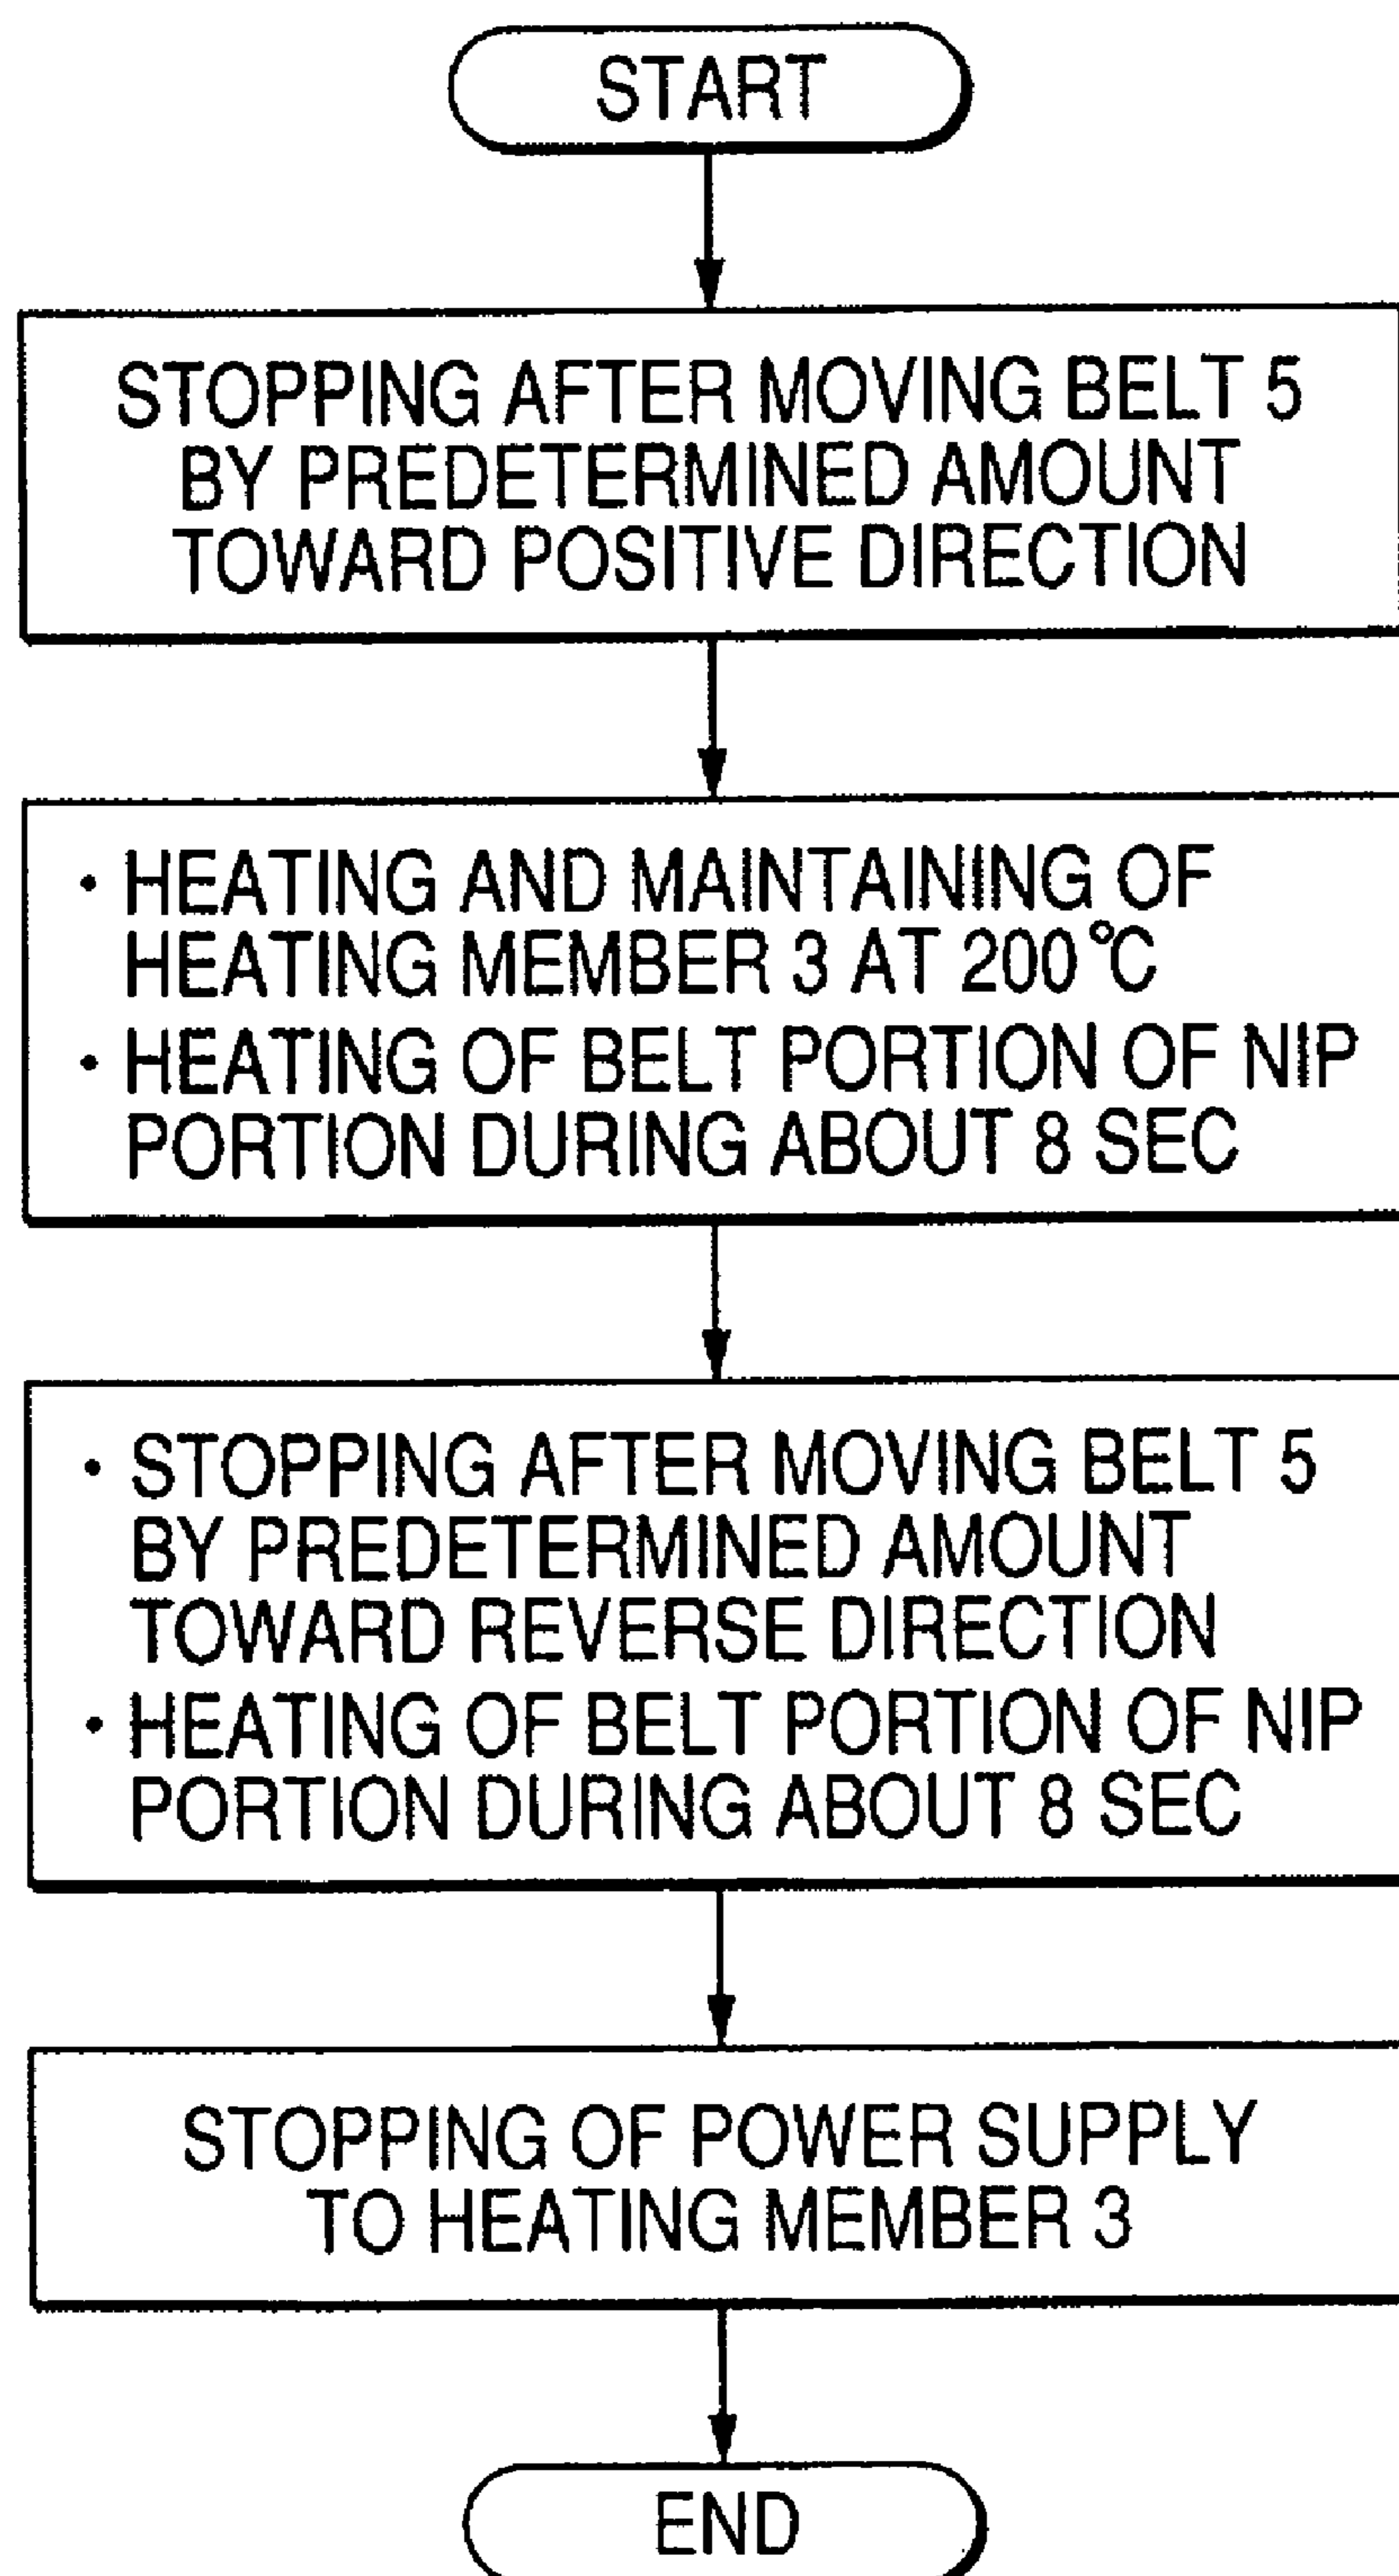 START
STOPPING AFTER MOVING BELT 5
BY PREDETERMINED AMOUNT
TOWARD POSITIVE DIRECTION
· HEATING AND MAINTAINING OF
HEATING MEMBER 3 AT 200°C
· HEATING OF BELT PORTION OF NIP
PORTION DURING ABOUT 8 SEC
· STOPPING AFTER MOVING BELT 5
BY PREDETERMINED AMOUNT
TOWARD REVERSE DIRECTION
· HEATING OF BELT PORTION OF NIP
PORTION DURING ABOUT 8 SEC
STOPPING OF POWER SUPPLY
TO HEATING MEMBER 3
END